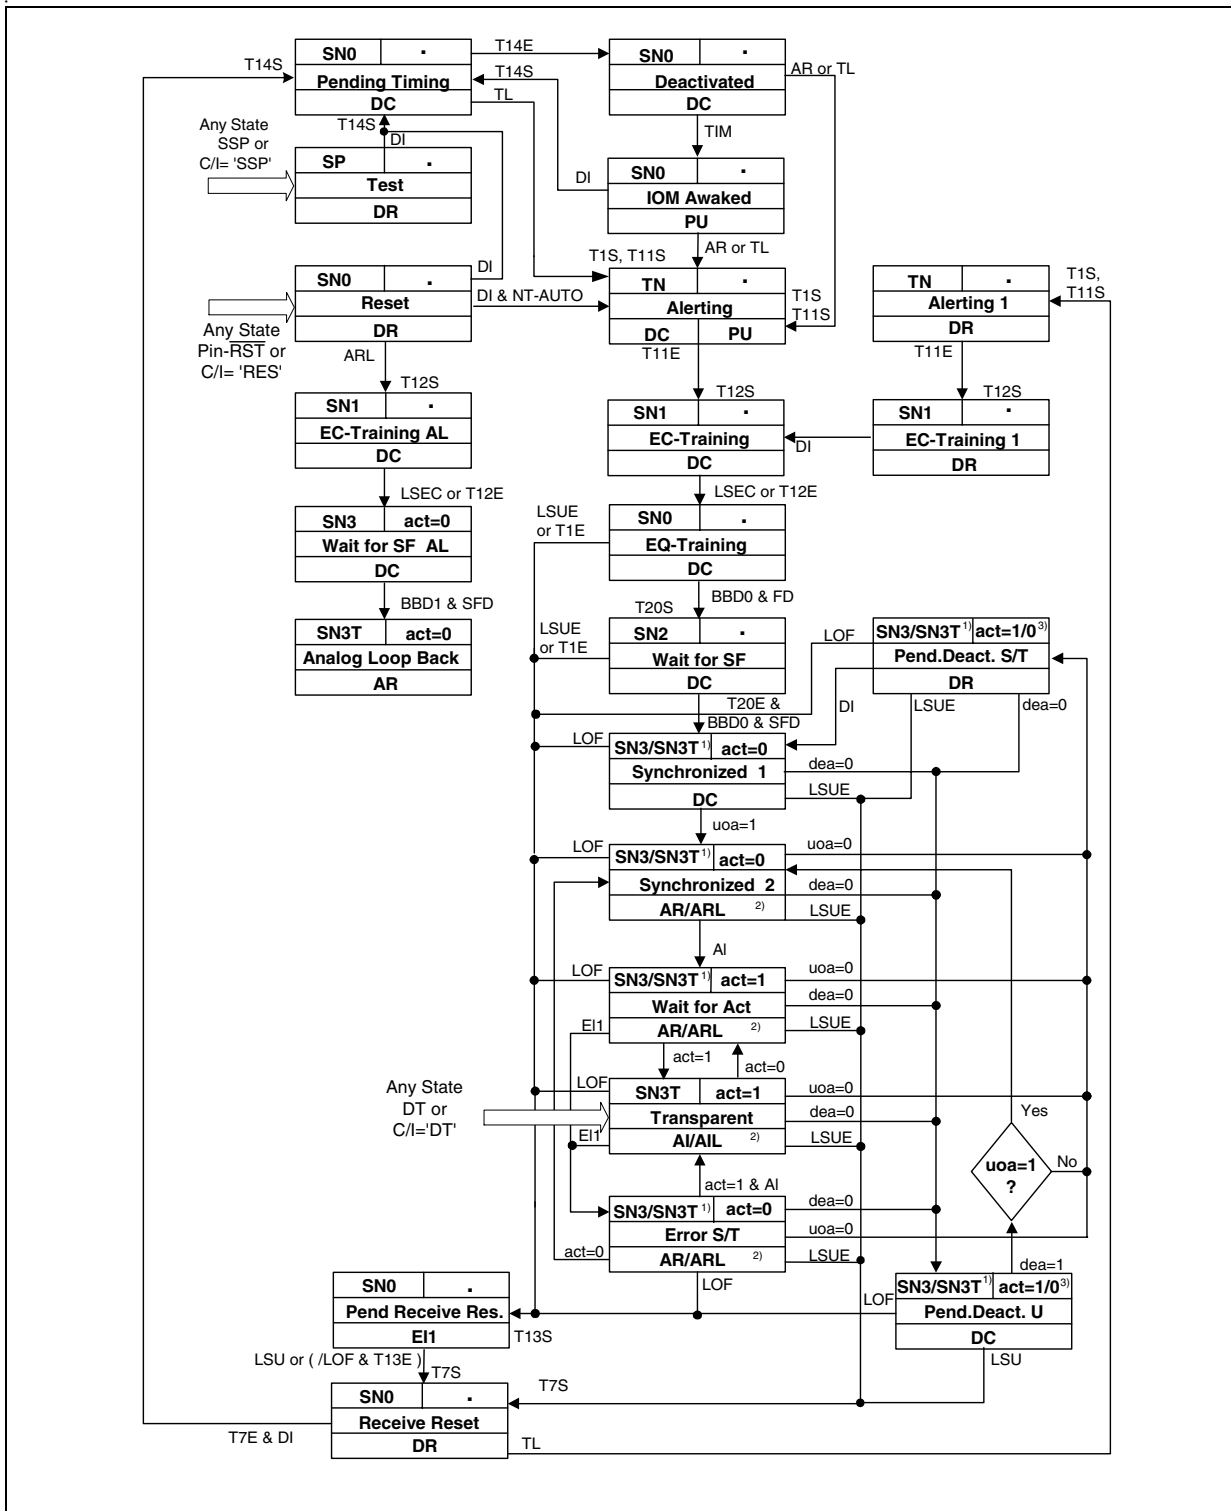 SN0 .
Pending Timing
DC
T14S
T14E
T14S
TL
SN0 .
Deactivated
DC
AR or TL
TIM
Any State
SSP or
C/I= 'SSP'
T14S
DI
SP .
Test
DR
DI
SN0 .
IOM Awaked
PU
AR or TL
T1S, T11S
DI
SN0 .
Reset
DR
DI & NT-AUTO
Any State
Pin-RST or
C/I= 'RES'
ARL
TN .
Alerting
DC PU
T1S
T11S
T11E
TN .
Alerting 1
DR
T1S,
T11S
T11E
T12S
SN1 .
EC-Training AL
DC
T12S
SN1 .
EC-Training
DC
DI
T12S
SN1 .
EC-Training 1
DR
LSEC or T12E
LSEC or T12E
SN3 act=0
Wait for SF AL
DC
LSUE
or T1E
SN0 .
EQ-Training
DC
BBD1 & SFD
BBD0 & FD
T20S
SN3T act=0
Analog Loop Back
AR
LSUE
or T1E
SN2 .
Wait for SF
DC
LOF
SN3/SN3T 1) act=1/0 3)
Pend.Deact. S/T
DR
T20E &
BBD0 & SFD
DI
LSUE
dea=0
LOF
SN3/SN3T 1) act=0
Synchronized 1
DC
dea=0
LSUE
uoa=1
LOF
SN3/SN3T 1) act=0
Synchronized 2
AR/ARL 2)
uoa=0
dea=0
LSUE
AI
LOF
SN3/SN3T 1) act=1
Wait for Act
AR/ARL 2)
uoa=0
dea=0
LSUE
EI1
act=1
act=0
LOF
SN3T act=1
Transparent
AI/AIL 2)
uoa=0
dea=0
LSUE
EI1
Any State
DT or
C/I='DT'
Yes
uoa=1
?
No
act=1 & AI
SN3/SN3T 1) act=0
Error S/T
AR/ARL 2)
dea=0
uoa=0
LSUE
act=0
LOF
dea=1
SN3/SN3T 1) act=1/0 3)
Pend.Deact. U
DC
LOF
LSU
SN0 .
Pend Receive Res.
EI1
T13S
LSU or ( /LOF & T13E )
T7S
SN0 .
Receive Reset
DR
T7S
T7E & DI
TL